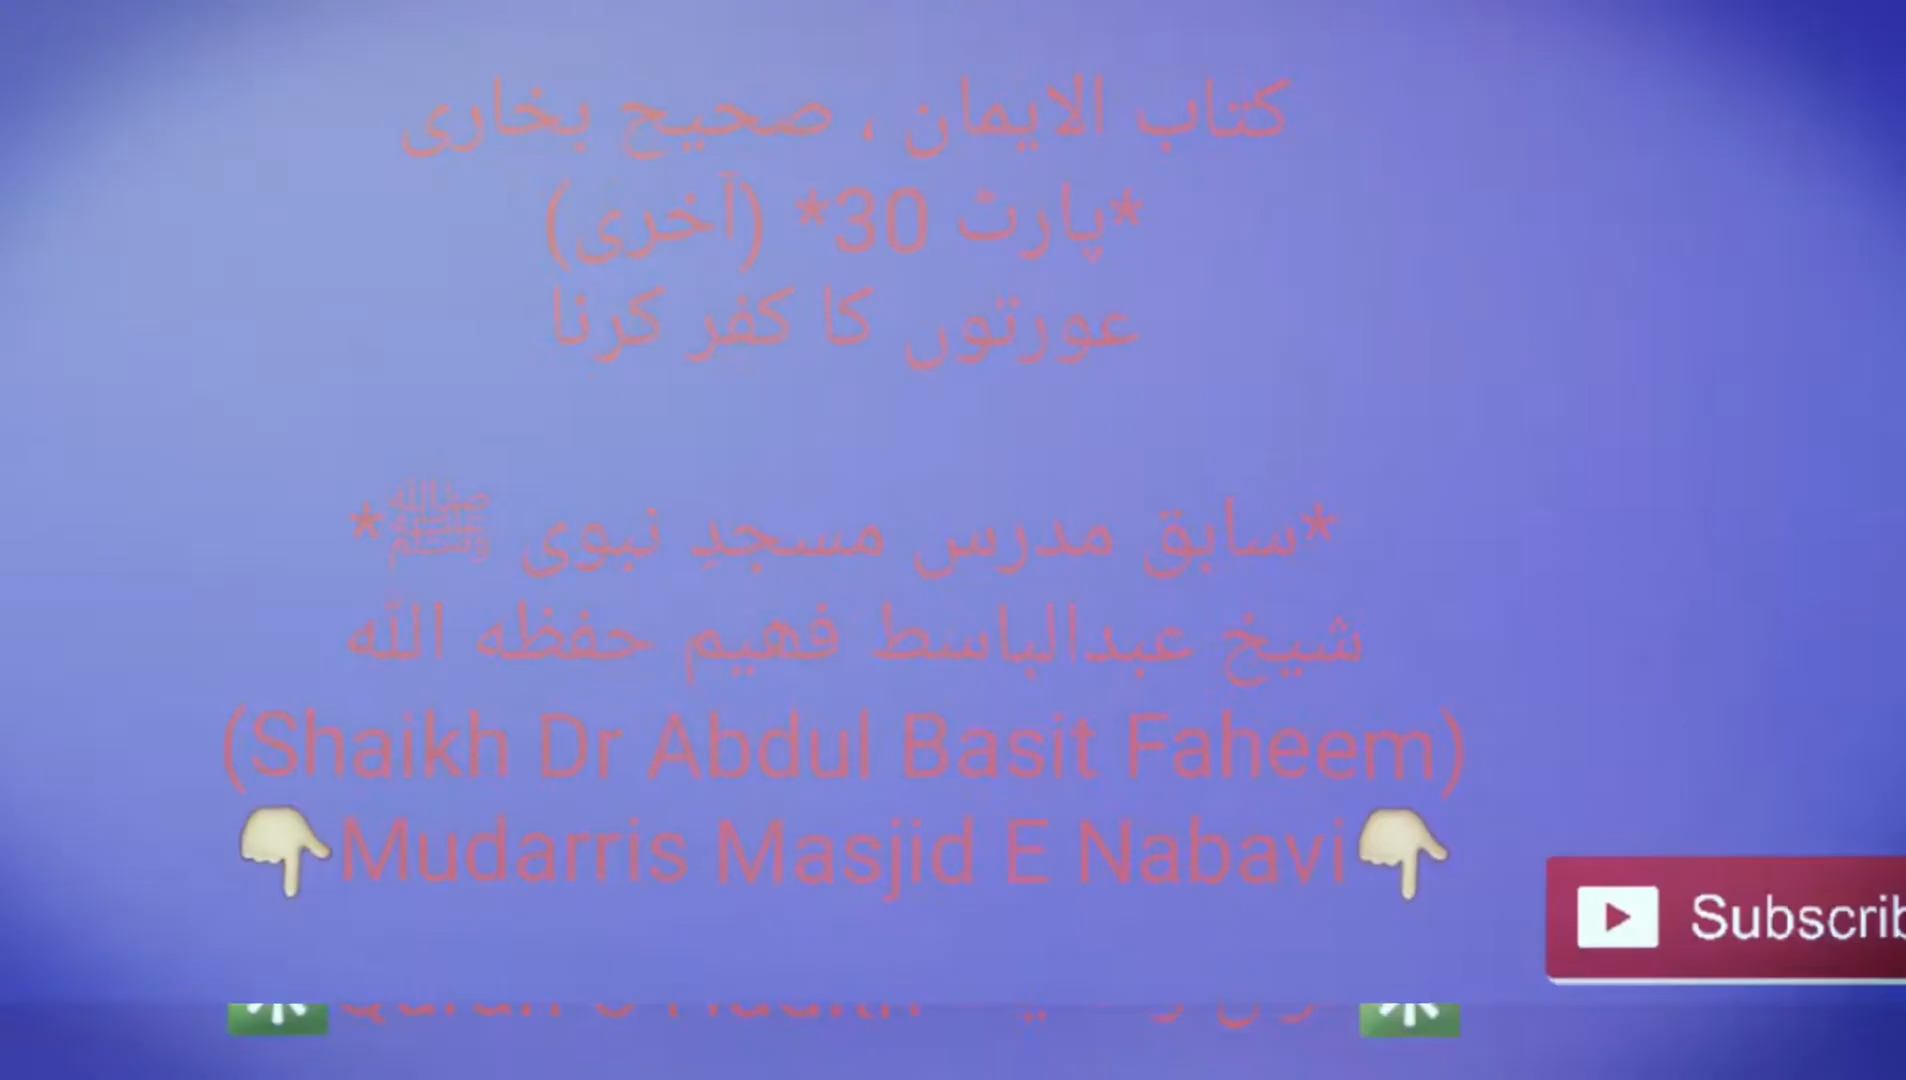 کتاب الایمان ، صحیح بخاری
*پارٹ 30* (آخری)
عورتوں کا کفر کرنا
*سابق مدرس مسجدِ نبوی ﷺ*
شیخ عبدالباسط فہیم حفظہ اللہ
(Shaikh Dr Abdul Basit Faheem)
👇Mudarris Masjid E Nabavi👇
Subscrib